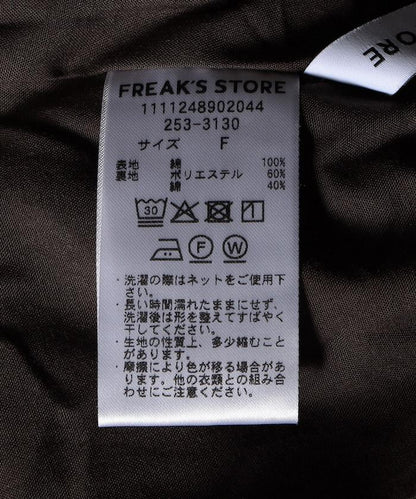 FREAK'S STORE
1111248902044
253-3130
サイズ F
表地 綿 100%
裏地 ポリエステル 60%
綿 40%
30
F W
・洗濯の際はネットをご使用下
さい。
・長い時間濡れたままにせず、
洗濯後は形を整えてすばやく
干してください。
・生地の性質上、多少縮むこと
があります。
・摩擦により色が移る場合があ
ります。他の衣類との組み合
わせにご注意ください。
ORE